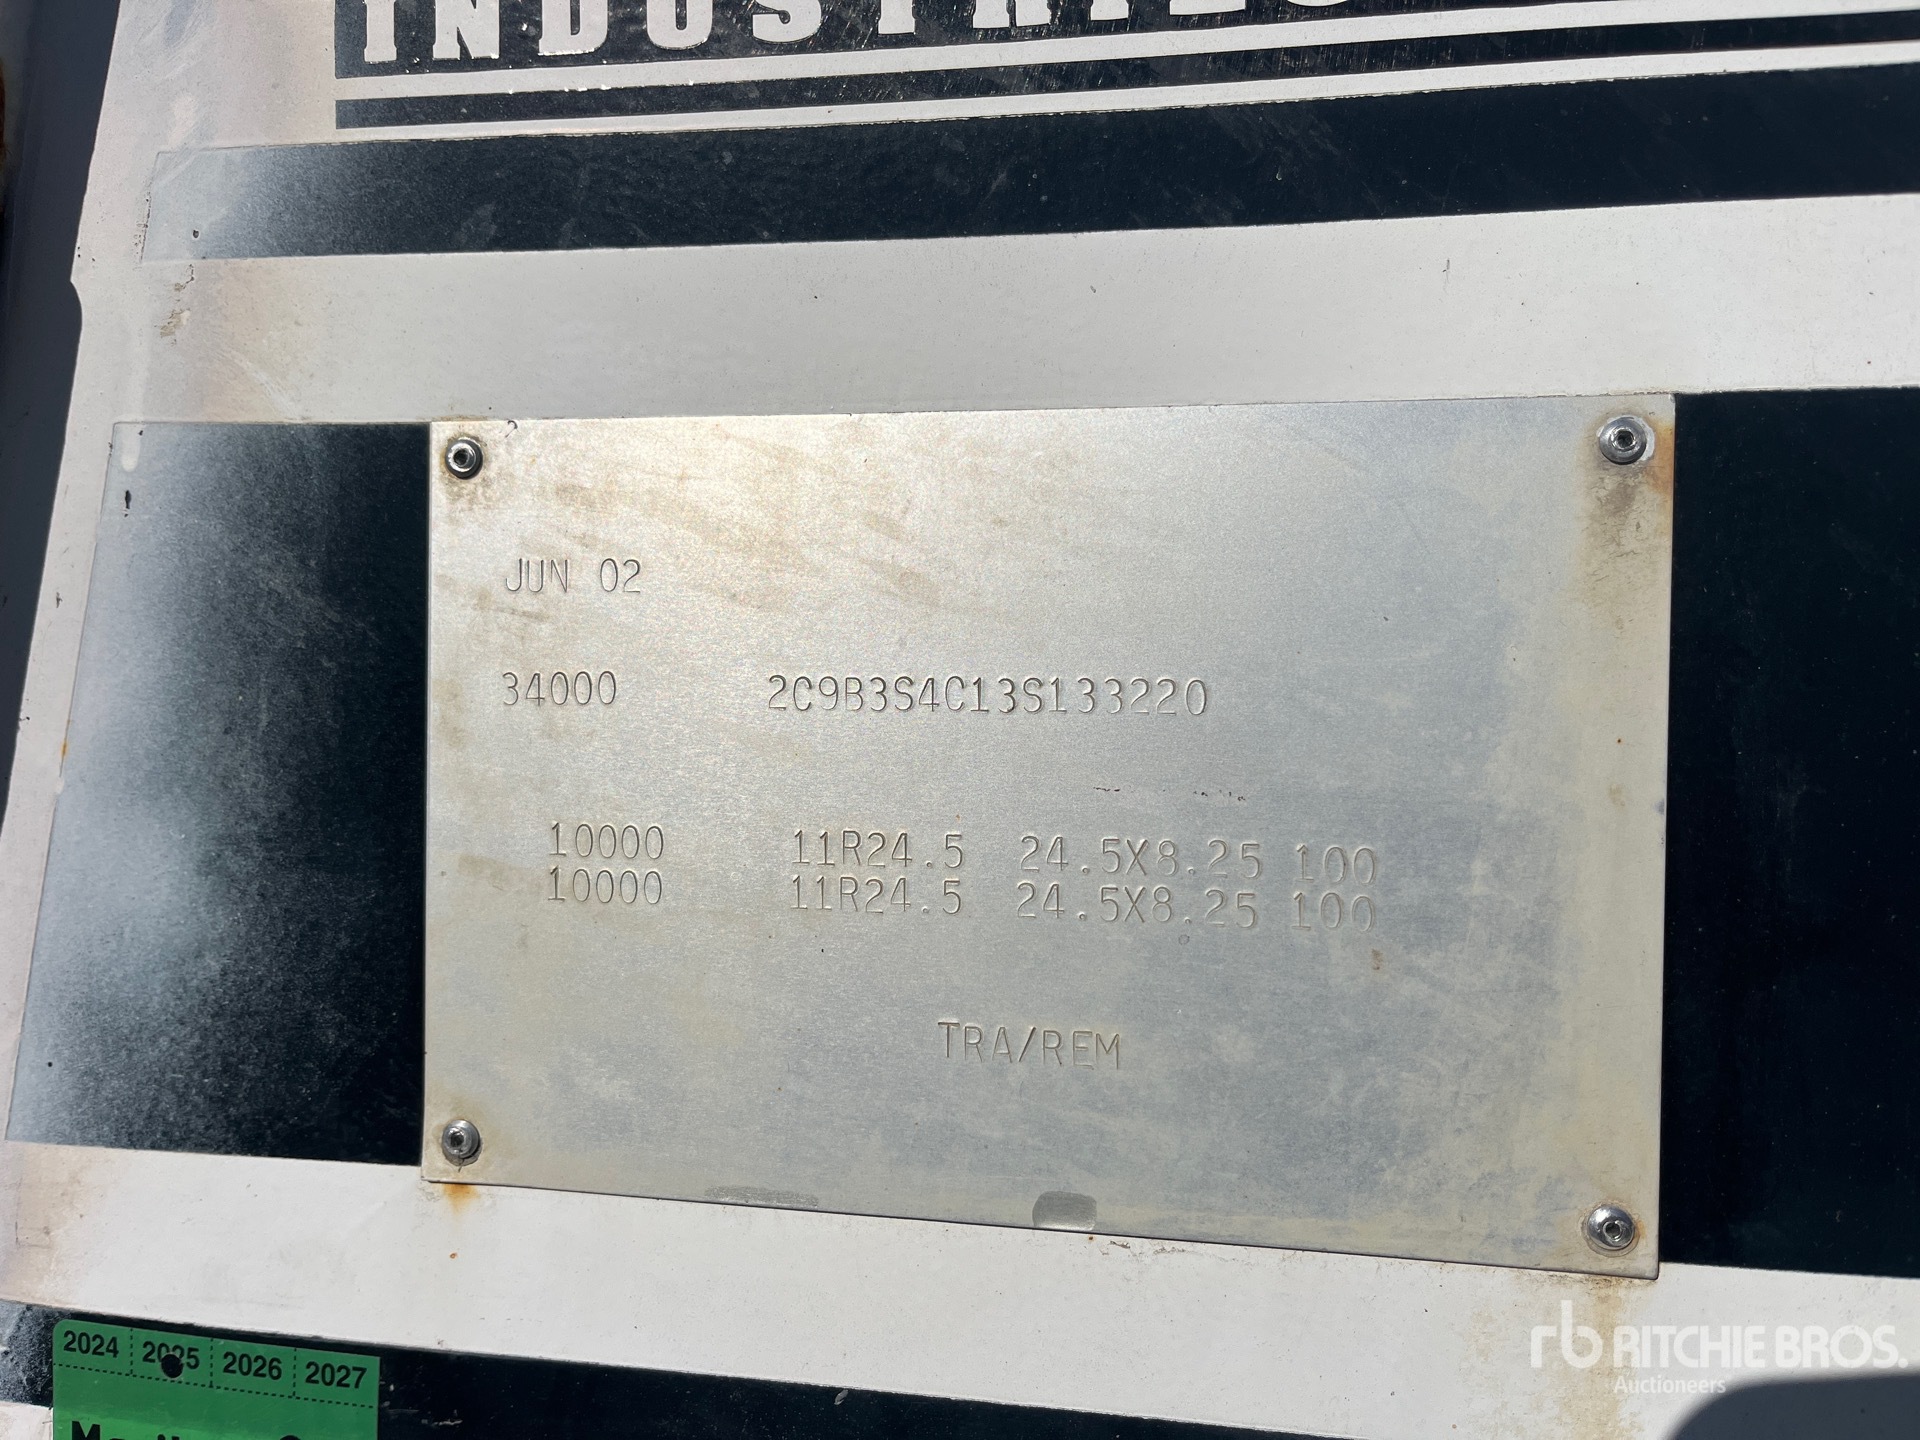 JUN 02
34000 2C9B3S4C13S133220
10000 11R24.5 24.5X8.25 100
10000 11R24.5 24.5X8.25 100
TRA/REM
2024 2025 2026 2027
rb RITCHIE BROS.
Auctioneers